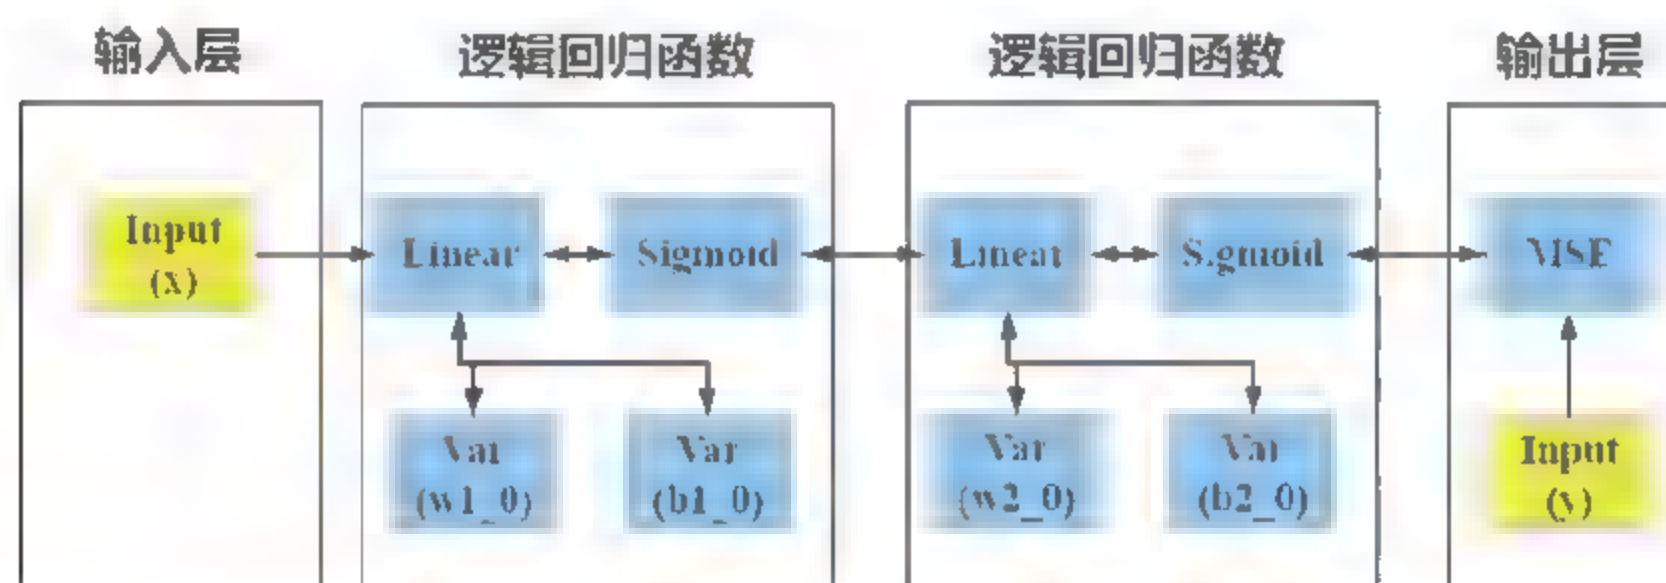 输入层
逻辑回归函数
逻辑回归函数
输出层
Input
(x)
Linear
Sigmoid
Linear
Sigmoid
MSE
Var
(w1_0)
Var
(b1_0)
Var
(w2_0)
Var
(b2_0)
Input
(y)